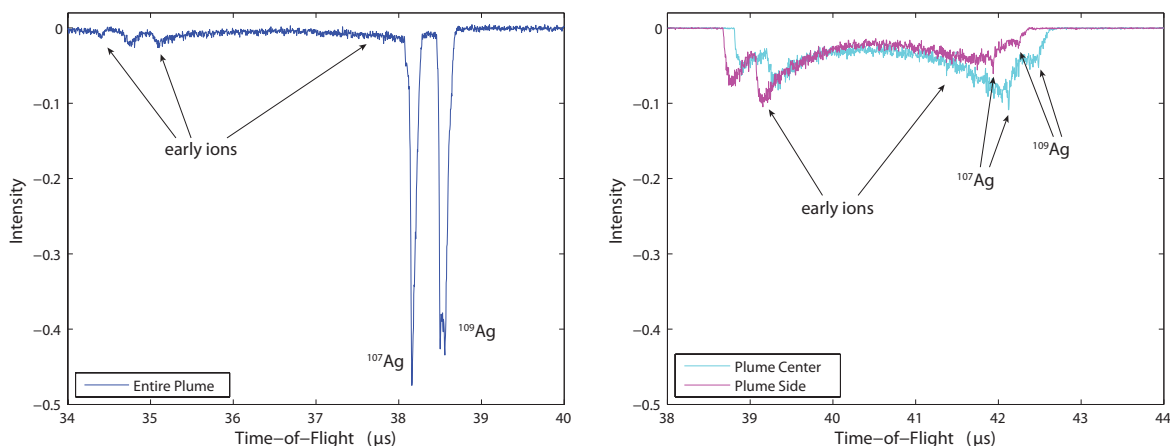 0
−0.1
−0.2
−0.3
−0.4
−0.5
Intensity
early ions
¹⁰⁷Ag
¹⁰⁹Ag
Entire Plume
34 35 36 37 38 39 40
Time−of−Flight (μs)
0
−0.1
−0.2
−0.3
−0.4
−0.5
Intensity
early ions
¹⁰⁹Ag
¹⁰⁷Ag
Plume Center
Plume Side
38 39 40 41 42 43 44
Time−of−Flight (μs)